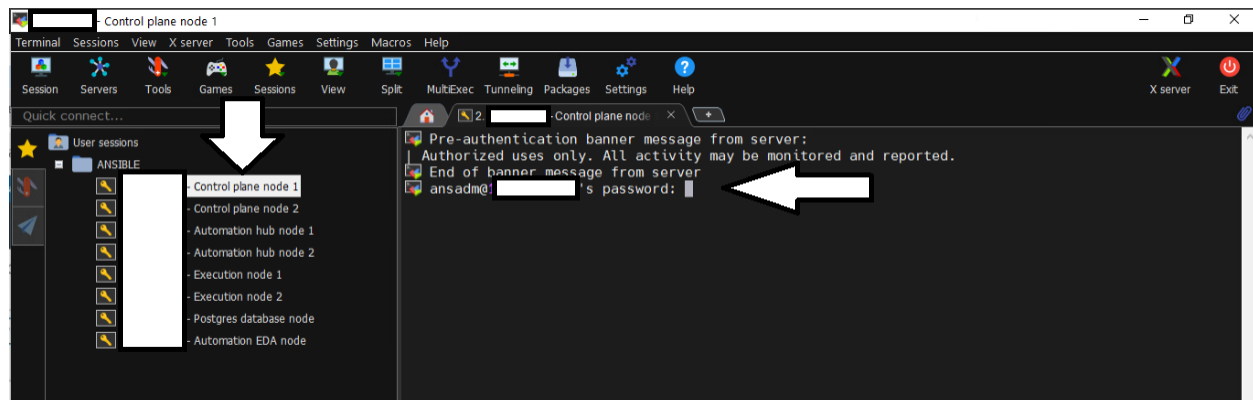 - Control plane node 1
Terminal Sessions View X server Tools Games Settings Macros Help
Session Servers Tools Games Sessions View Split MultiExec Tunneling Packages Settings Help X server Exit
Quick connect...
2. - Control plane node
User sessions
ANSIBLE
- Control plane node 1
- Control plane node 2
- Automation hub node 1
- Automation hub node 2
- Execution node 1
- Execution node 2
- Postgres database node
- Automation EDA node
Pre-authentication banner message from server:
| Authorized uses only. All activity may be monitored and reported.
End of banner message from server
ansadm@ 's password: